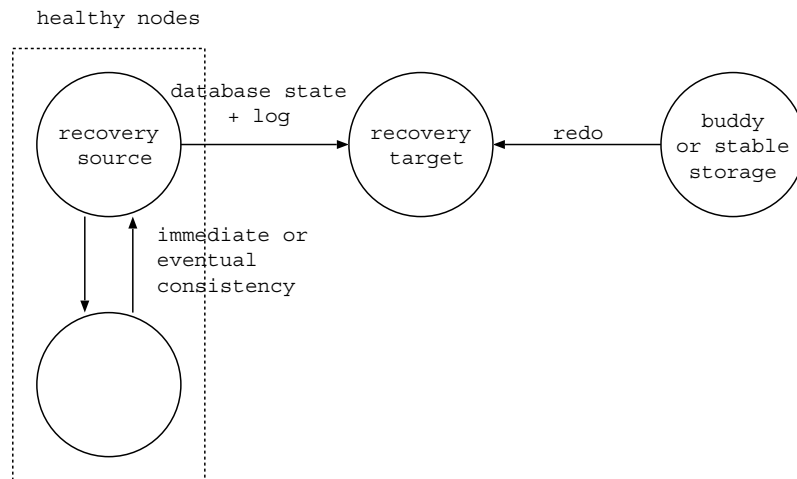 healthy nodes
database state
+ log
recovery
source
recovery
target
redo
buddy
or stable
storage
immediate or
eventual
consistency